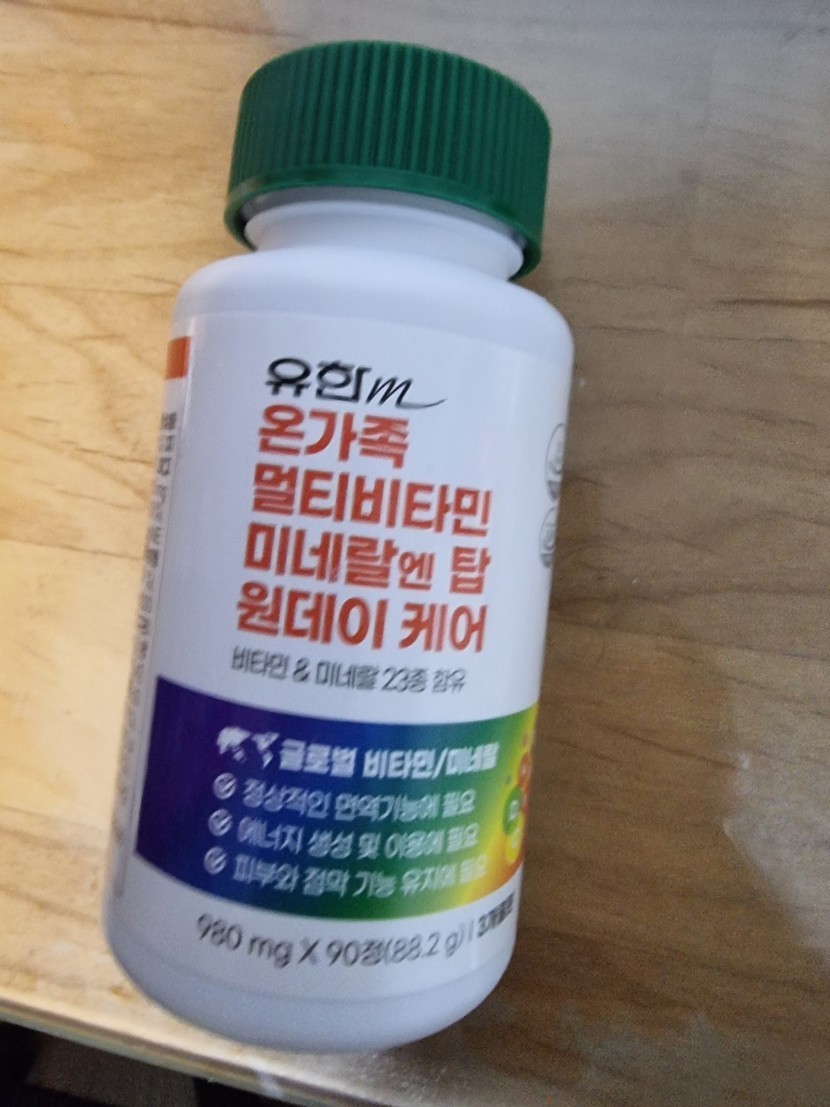 유한m
온가족
멀티비타민
미네랄엔 탑
원데이 케어
비타민 & 미네랄 23종 함유
글로벌 비타민/미네랄
정상적인 면역기능에 필요
에너지 생성 및 이용에 필요
피부와 점막 기능 유지에 필요
980 mg X 90정(88.2 g) | 3개월분